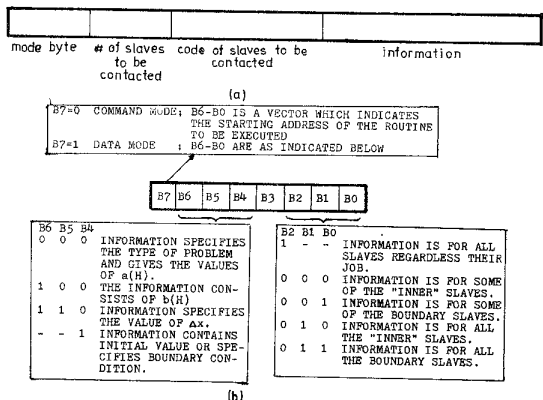 mode byte # of slaves to be contacted code of slaves to be contacted information
(a)
B7=0 COMMAND MODE; B6-B0 IS A VECTOR WHICH INDICATES
THE STARTING ADDRESS OF THE ROUTINE
TO BE EXECUTED
B7=1 DATA MODE ; B6-B0 ARE AS INDICATED BELOW
B7 B6 B5 B4 B3 B2 B1 B0
B6 B5 B4
0 0 0 INFORMATION SPECIFIES
THE TYPE OF PROBLEM
AND GIVES THE VALUES
OF a(H).
1 0 0 THE INFORMATION CON-
SISTS OF b(H)
1 1 0 INFORMATION SPECIFIES
THE VALUE OF Δx.
- - 1 INFORMATION CONTAINS
INITIAL VALUE OR SPE-
CIFIES BOUNDARY CON-
DITION.
B2 B1 B0
1 - - INFORMATION IS FOR ALL
SLAVES REGARDLESS THEIR
JOB.
0 0 0 INFORMATION IS FOR SOME
OF THE "INNER" SLAVES.
0 0 1 INFORMATION IS FOR SOME
OF THE BOUNDARY SLAVES.
0 1 0 INFORMATION IS FOR ALL
THE "INNER" SLAVES.
0 1 1 INFORMATION IS FOR ALL
THE BOUNDARY SLAVES.
(b)